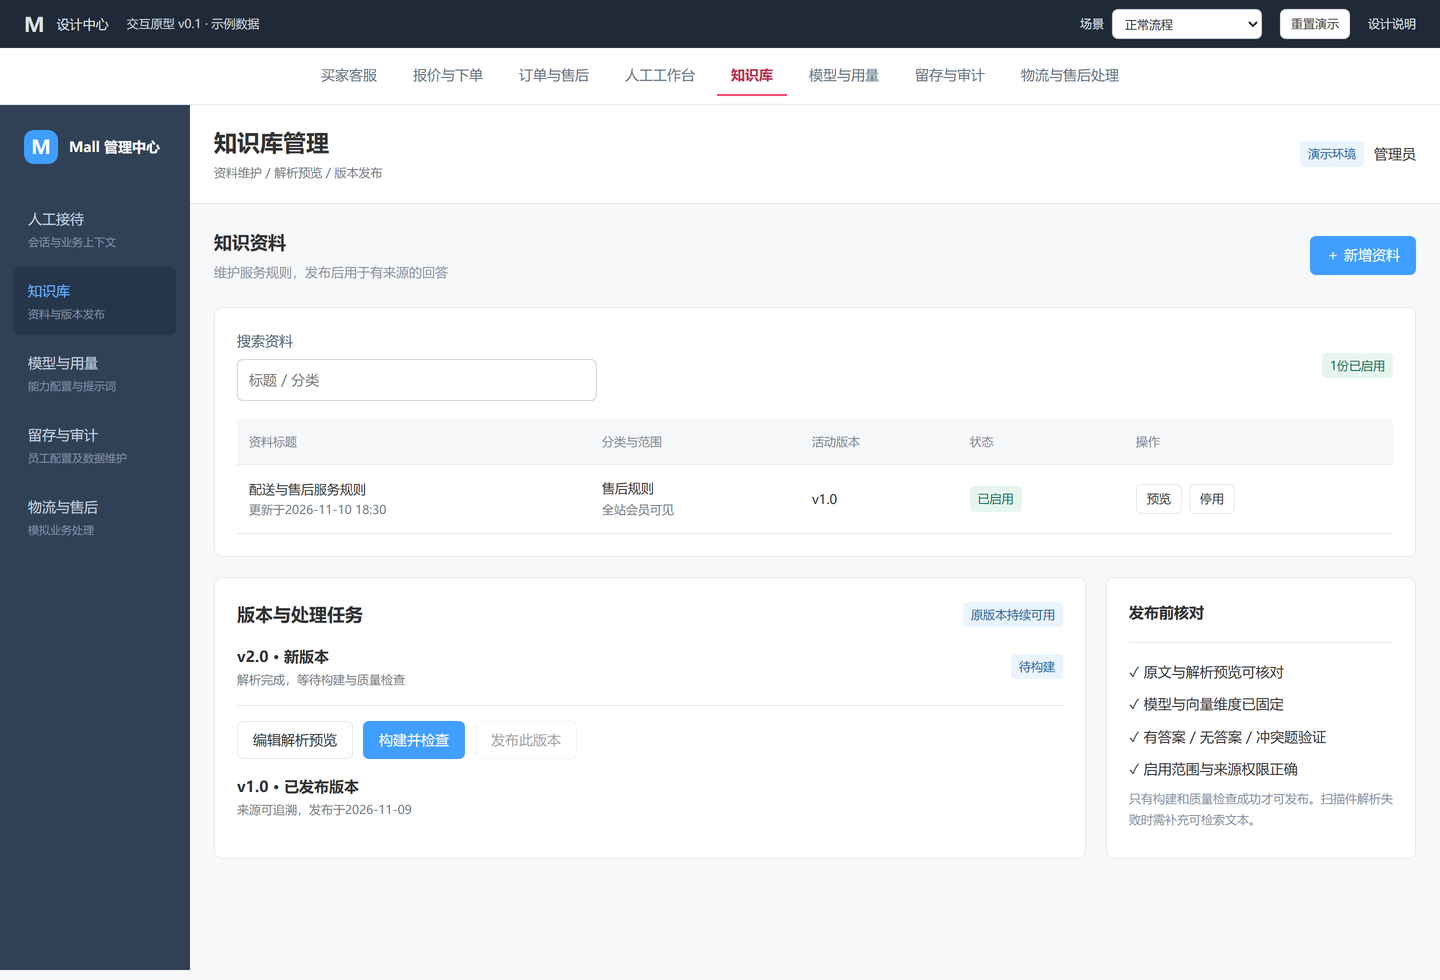 M 设计中心 交互原型 v0.1 · 示例数据 场景 正常流程 重置演示 设计说明
买家客服 报价与下单 订单与售后 人工工作台 知识库 模型与用量 留存与审计 物流与售后处理
M Mall 管理中心
人工接待
会话与业务上下文
知识库
资料与版本发布
模型与用量
能力配置与提示词
留存与审计
员工配置及数据维护
物流与售后
模拟业务处理
知识库管理
资料维护 / 解析预览 / 版本发布
演示环境 管理员
知识资料
维护服务规则，发布后用于有来源的回答
+ 新增资料
搜索资料
标题 / 分类
1份已启用
资料标题 分类与范围 活动版本 状态 操作
配送与售后服务规则 售后规则 v1.0 已启用 预览 停用
更新于2026-11-10 18:30 全站会员可见
版本与处理任务 原版本持续可用
v2.0 • 新版本 待构建
解析完成，等待构建与质量检查
编辑解析预览 构建并检查 发布此版本
v1.0 • 已发布版本
来源可追溯，发布于2026-11-09
发布前核对
✓ 原文与解析预览可核对
✓ 模型与向量维度已固定
✓ 有答案 / 无答案 / 冲突题验证
✓ 启用范围与来源权限正确
只有构建和质量检查成功才可发布。扫描件解析失
败时需补充可检索文本。